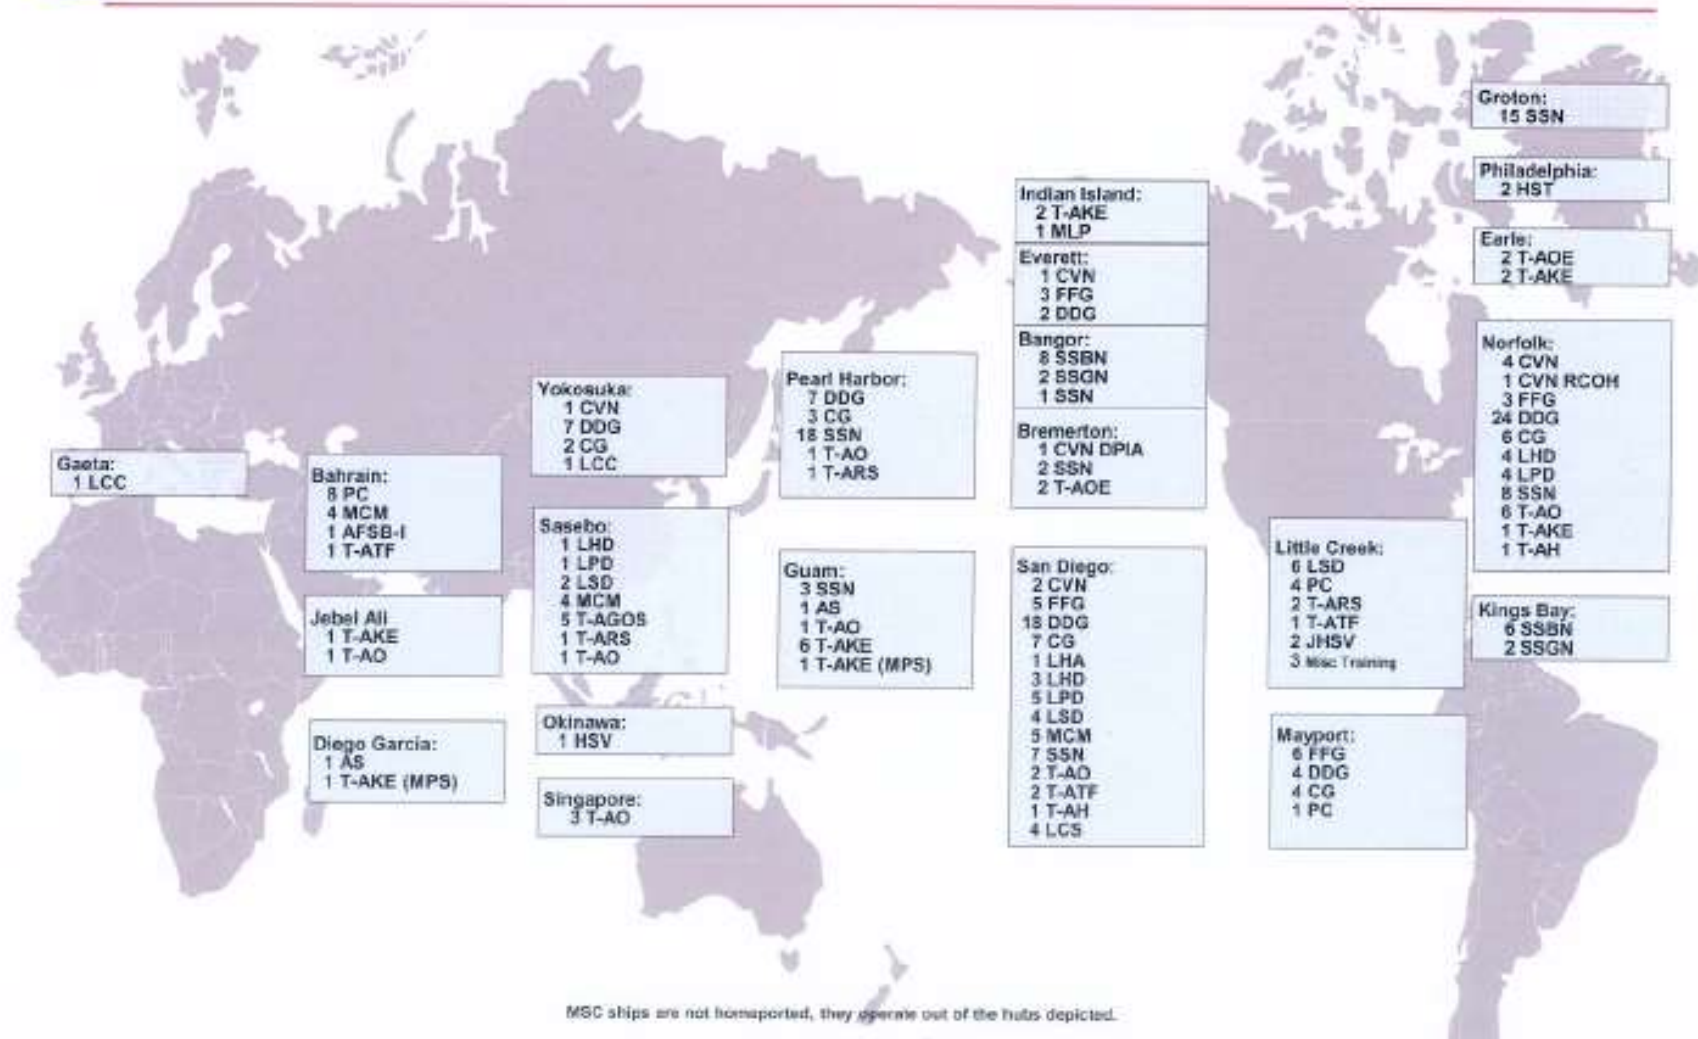 Gaeta:
1 LCC
Bahrain:
8 PC
4 MCM
1 AFSB-I
1 T-ATF
Jebel Ali
1 T-AKE
1 T-AO
Diego Garcia:
1 AS
1 T-AKE (MPS)
Yokosuka:
1 CVN
7 DDG
2 CG
1 LCC
Sasebo:
1 LHD
1 LPD
2 LSD
4 MCM
5 T-AGOS
1 T-ARS
1 T-AO
Okinawa:
1 HSV
Singapore:
3 T-AO
Pearl Harbor:
7 DDG
3 CG
18 SSN
1 T-AO
1 T-ARS
Guam:
3 SSN
1 AS
1 T-AO
6 T-AKE
1 T-AKE (MPS)
Indian Island:
2 T-AKE
1 MLP
Everett:
1 CVN
3 FFG
2 DDG
Bangor:
8 SSBN
2 SSGN
1 SSN
Bremerton:
1 CVN DPIA
2 SSN
2 T-AOE
San Diego:
2 CVN
5 FFG
18 DDG
7 CG
1 LHA
3 LHD
5 LPD
4 LSD
5 MCM
7 SSN
2 T-AO
2 T-ATF
1 T-AH
4 LCS
Groton:
15 SSN
Philadelphia:
2 HST
Earle:
2 T-AOE
2 T-AKE
Norfolk:
4 CVN
1 CVN RCOH
3 FFG
24 DDG
6 CG
4 LHD
4 LPD
8 SSN
6 T-AO
1 T-AKE
1 T-AH
Little Creek:
6 LSD
4 PC
2 T-ARS
1 T-ATF
2 JHSV
3 Misc Training
Kings Bay:
6 SSBN
2 SSGN
Mayport:
6 FFG
4 DDG
4 CG
1 PC
MSC ships are not homeported, they operate out of the hubs depicted.